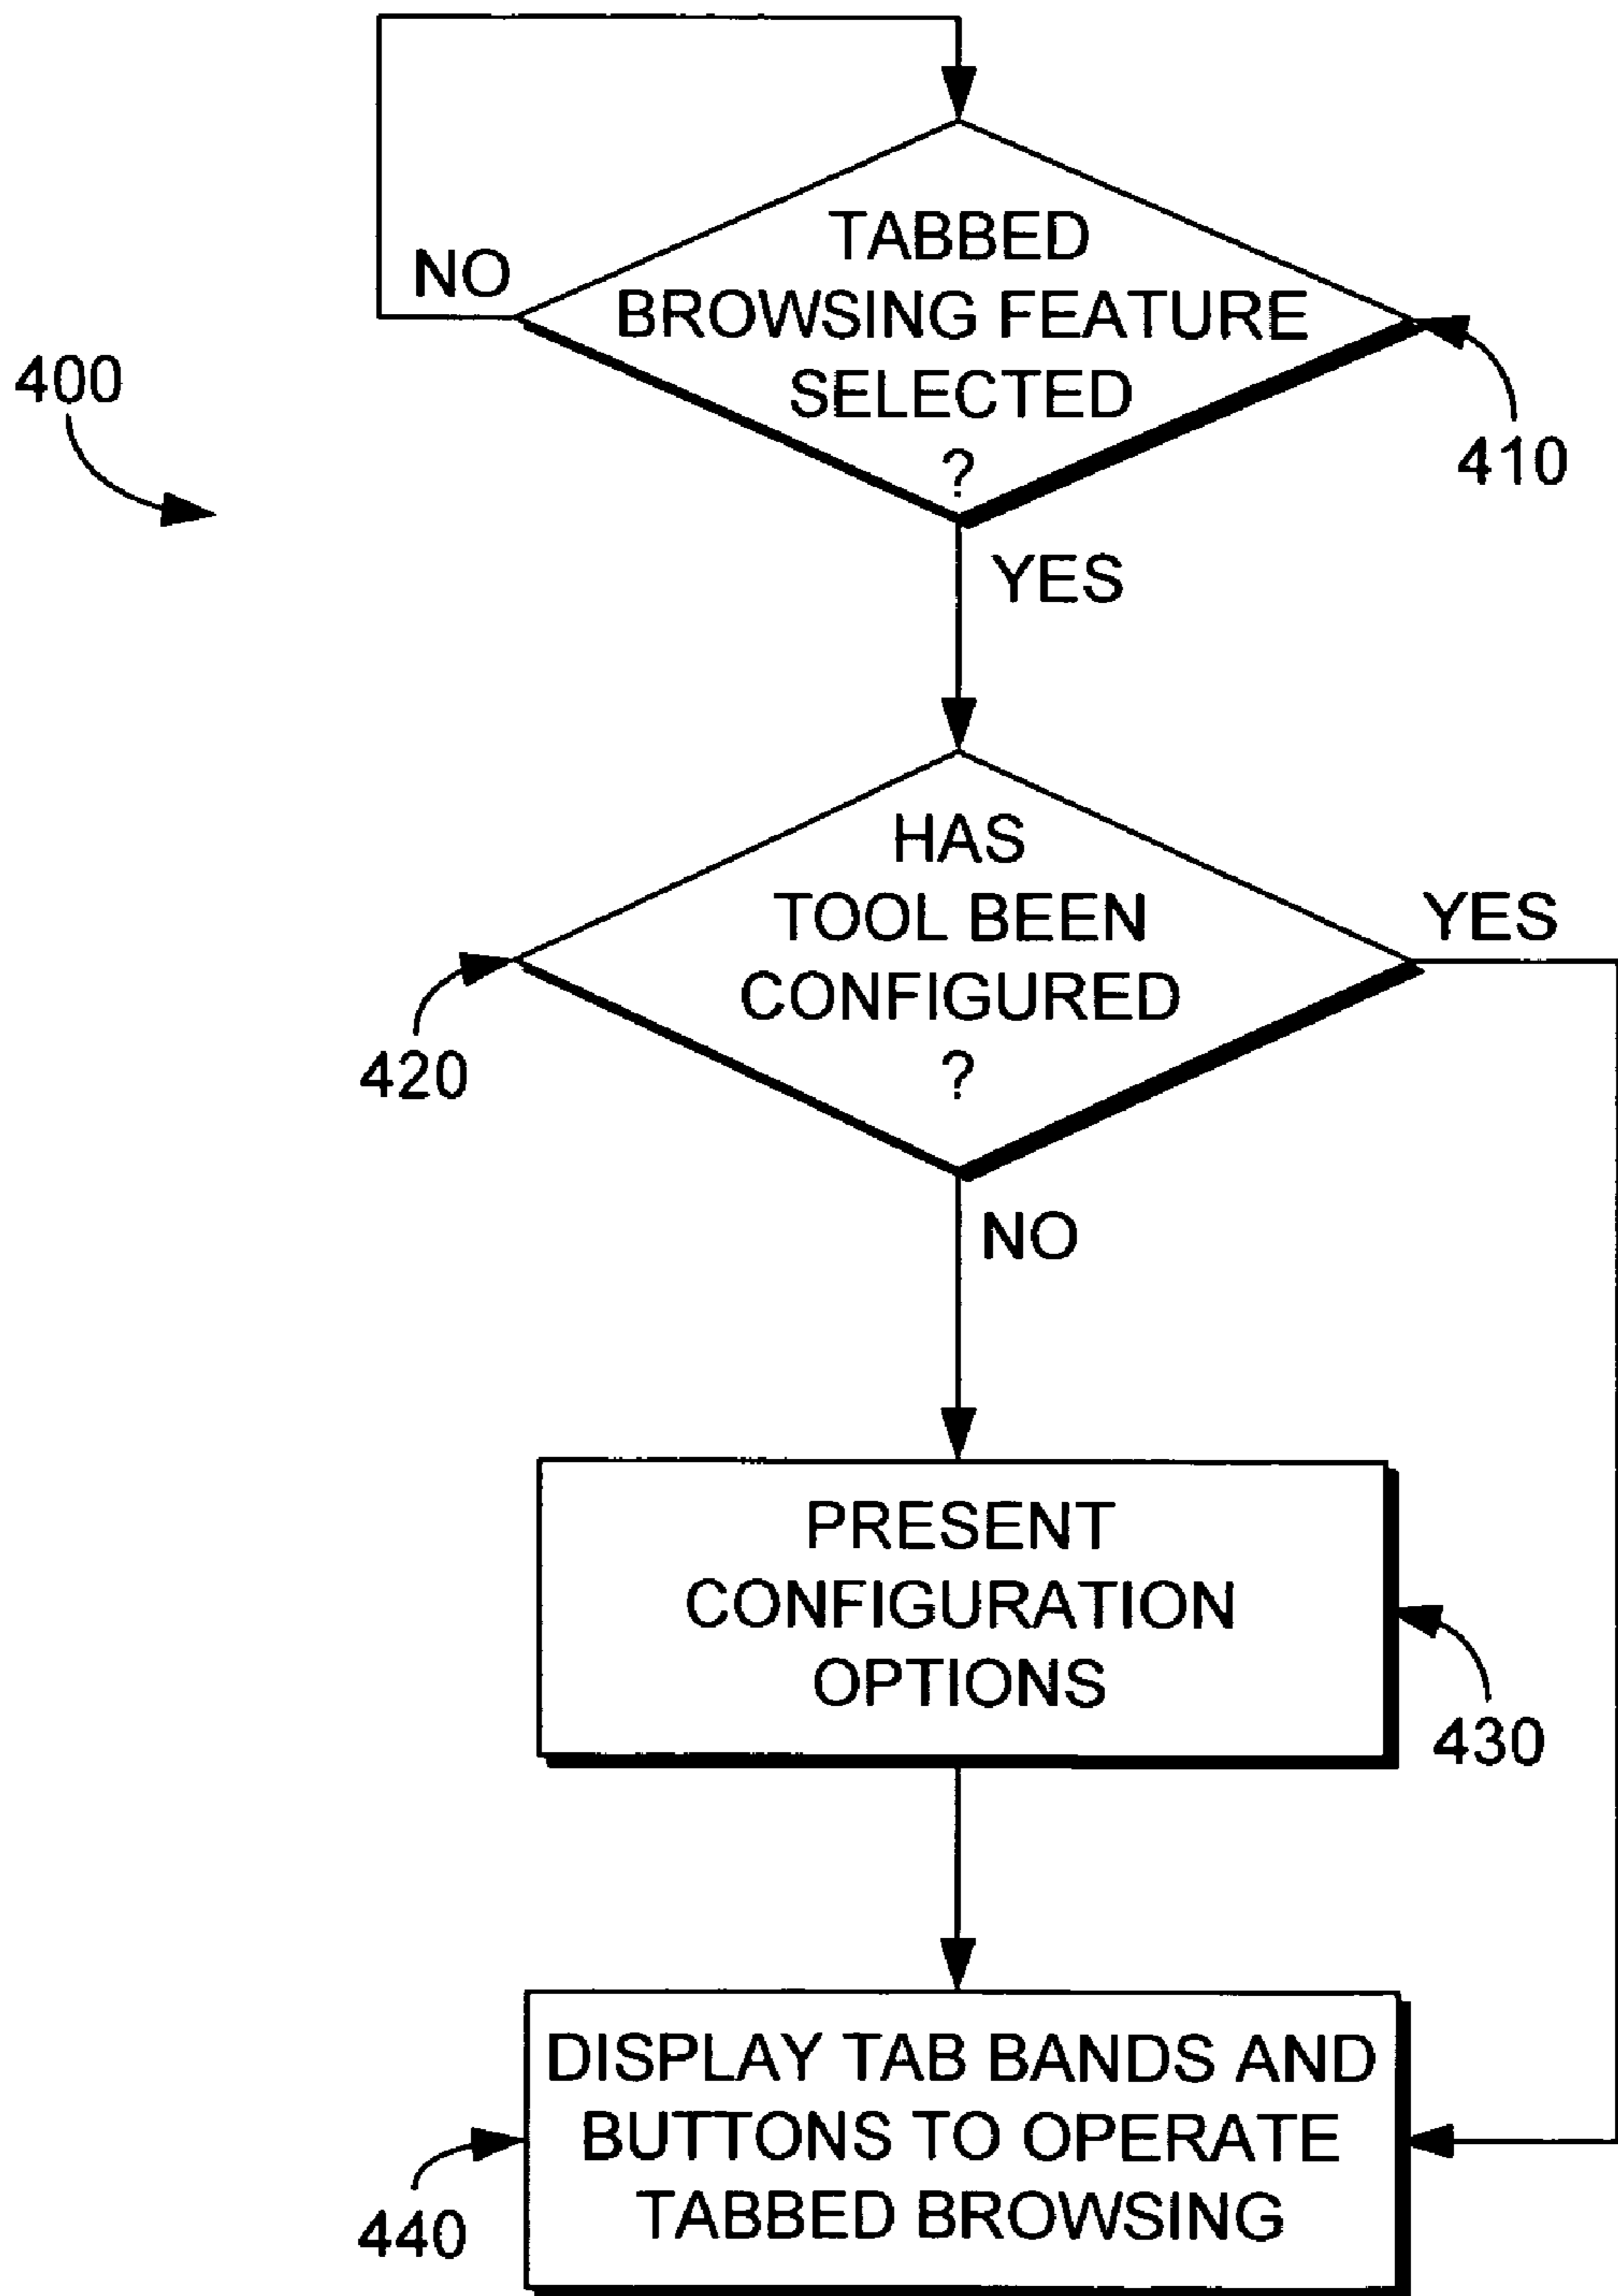 TABBED
BROWSING FEATURE
SELECTED
?
NO
400
410
YES
HAS
TOOL BEEN
CONFIGURED
?
YES
420
NO
PRESENT
CONFIGURATION
OPTIONS
430
DISPLAY TAB BANDS AND
BUTTONS TO OPERATE
TABBED BROWSING
440